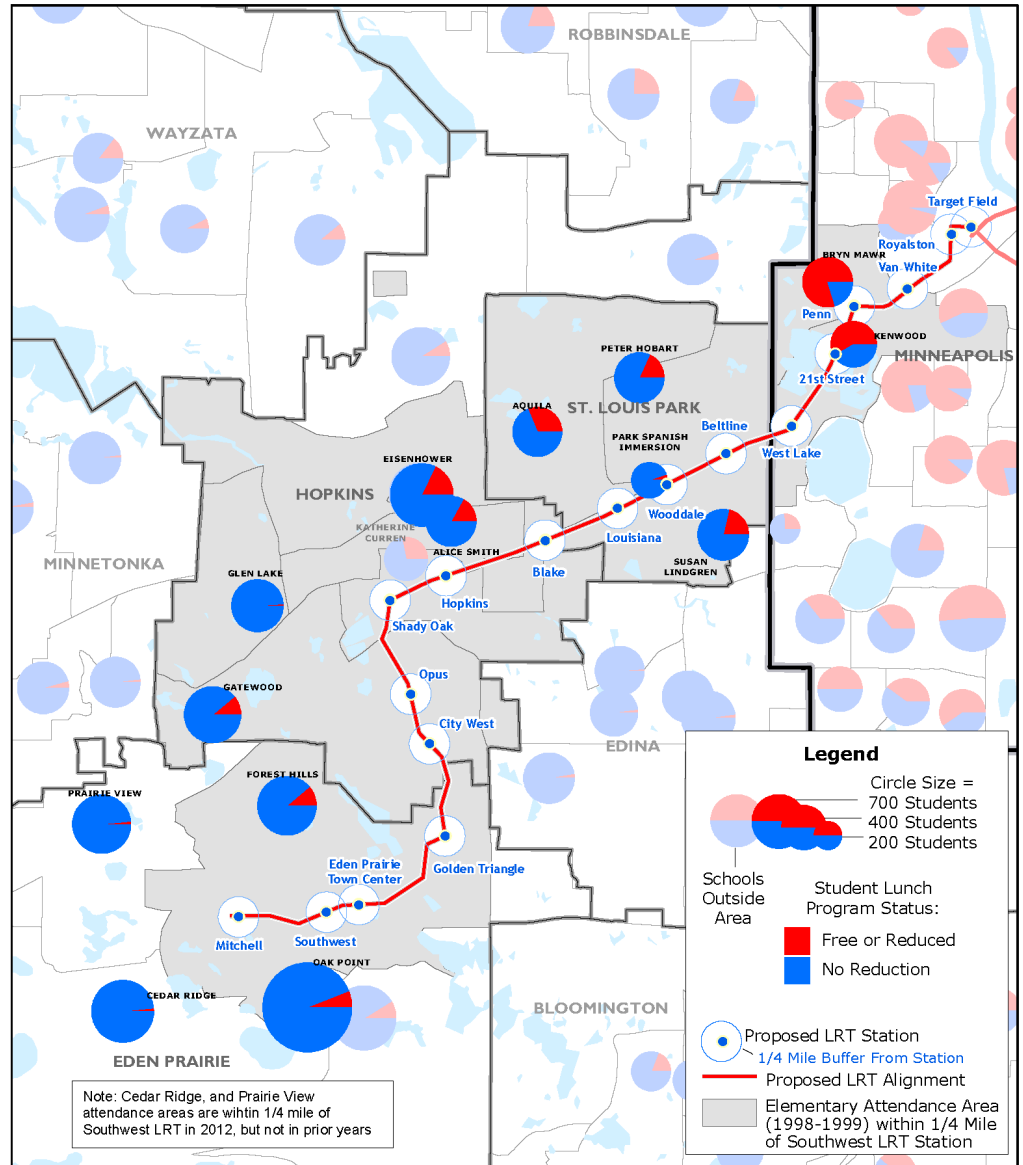 ROBBINSDALE
WAYZATA
Target Field
Royalston
BRYN MAWR
Van White
Penn
KENWOOD
MINNEAPOLIS
21st Street
PETER HOBART
AQUILA
ST. LOUIS PARK
Beltline
PARK SPANISH
IMMERSION
West Lake
EISENHOWER
HOPKINS
Wooddale
KATHERINE
CURREN
Louisiana
ALICE SMITH
MINNETONKA
SUSAN
LINDGREN
GLEN LAKE
Blake
Hopkins
Shady Oak
Opus
GATEWOOD
City West
EDINA
FOREST HILLS
PRAIRIE VIEW
Golden Triangle
Eden Prairie
Town Center
Southwest
Mitchell
OAK POINT
CEDAR RIDGE
BLOOMINGTON
EDEN PRAIRIE
Note: Cedar Ridge, and Prairie View
attendance areas are wihtin 1/4 mile of
Southwest LRT in 2012, but not in prior years
Legend
Circle Size =
700 Students
400 Students
200 Students
Schools
Outside
Area
Student Lunch
Program Status:
Free or Reduced
No Reduction
Proposed LRT Station
1/4 Mile Buffer From Station
Proposed LRT Alignment
Elementary Attendance Area
(1998-1999) within 1/4 Mile
of Southwest LRT Station